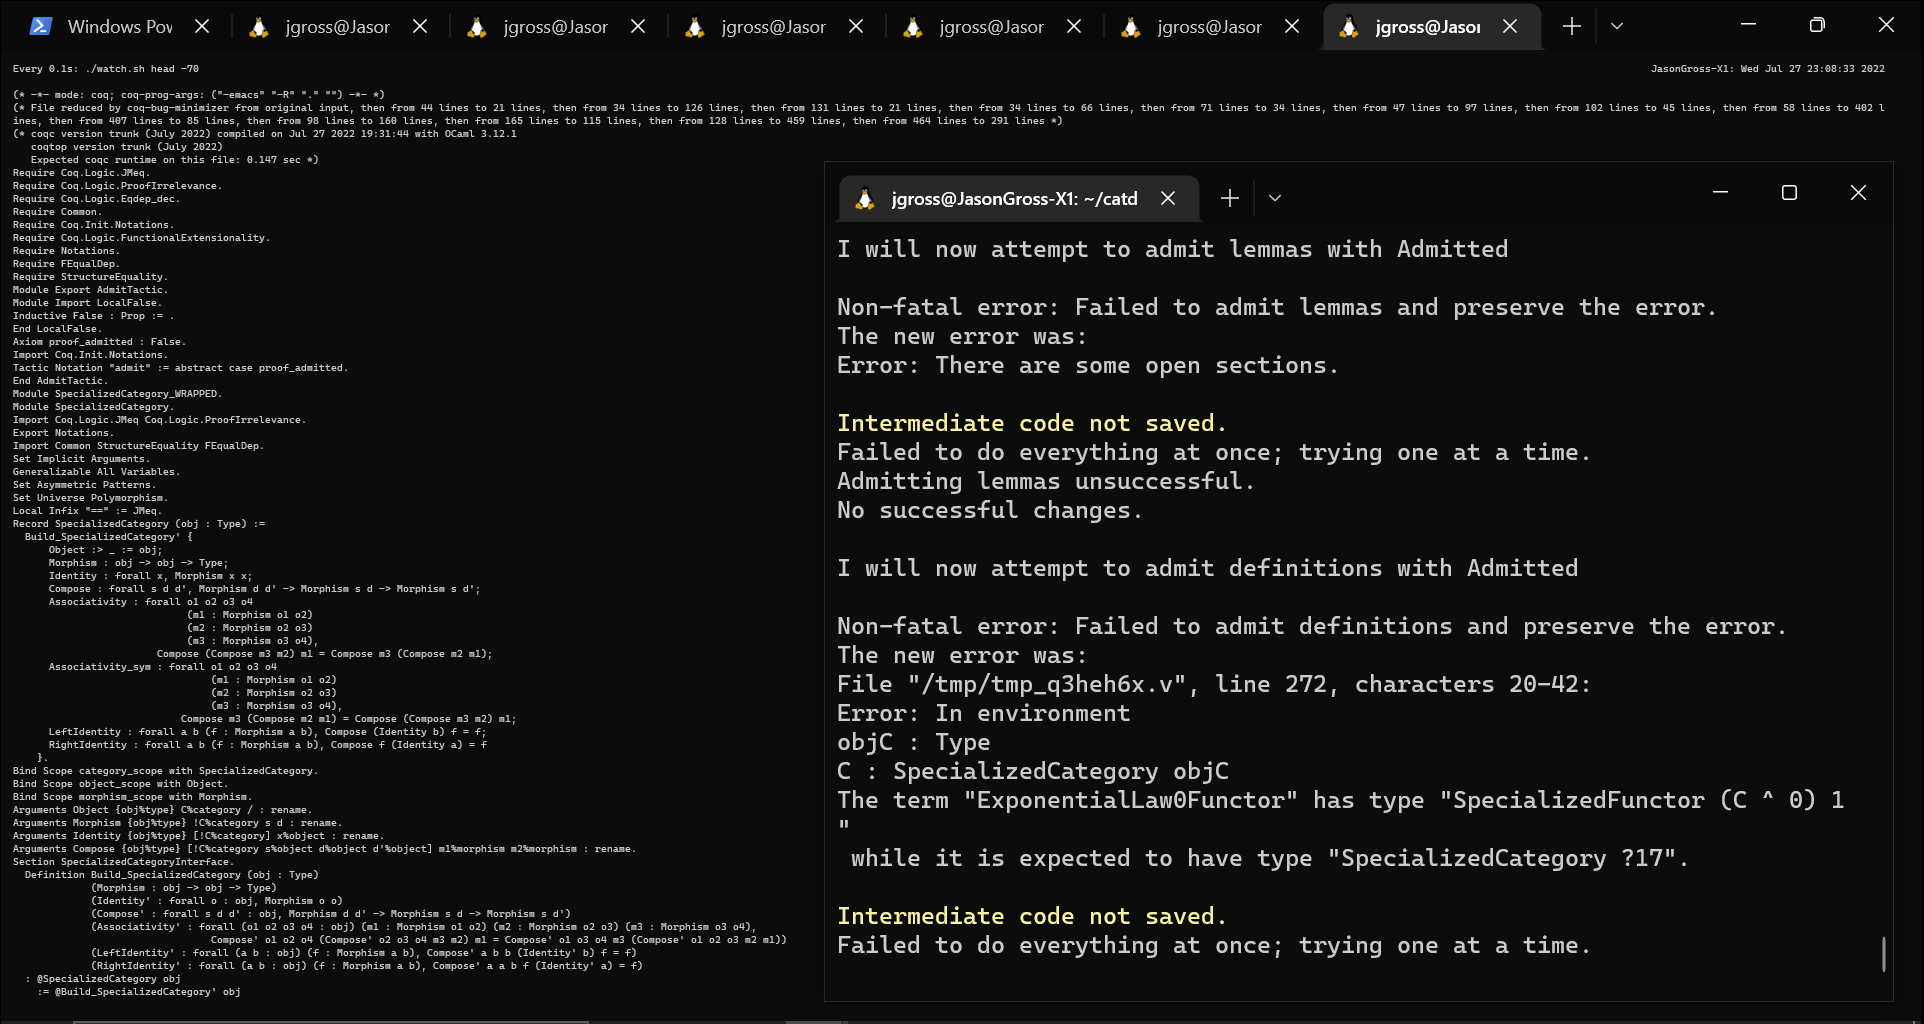 Windows Pov
jgross@Jasor
jgross@Jasor
jgross@Jasor
jgross@Jasor
jgross@Jasor
jgross@Jasor
Every 0.1s: ./watch.sh head -70
JasonGross-X1: Wed Jul 27 23:08:33 2022
(* -*- mode: coq; coq-prog-args: ("-emacs" "-R" "." "") -*- *)
(* File reduced by coq-bug-minimizer from original input, then from 44 lines to 21 lines, then from 34 lines to 126 lines, then from 131 lines to 21 lines, then from 34 lines to 66 lines, then from 71 lines to 34 lines, then from 47 lines to 97 lines, then from 102 lines to 45 lines, then from 58 lines to 402 l
ines, then from 407 lines to 85 lines, then from 98 lines to 160 lines, then from 165 lines to 115 lines, then from 128 lines to 459 lines, then from 464 lines to 291 lines *)
(* coqc version trunk (July 2022) compiled on Jul 27 2022 19:31:44 with OCaml 3.12.1
coqtop version trunk (July 2022)
Expected coqc runtime on this file: 0.147 sec *)
Require Coq.Logic.JMeq.
Require Coq.Logic.ProofIrrelevance.
Require Coq.Logic.Eqdep_dec.
Require Common.
Require Coq.Init.Notations.
Require Coq.Logic.FunctionalExtensionality.
Require Notations.
Require FEqualDep.
Require StructureEquality.
Module Export AdmitTactic.
Module Import LocalFalse.
Inductive False : Prop := .
End LocalFalse.
Axiom proof_admitted : False.
Import Coq.Init.Notations.
Tactic Notation "admit" := abstract case proof_admitted.
End AdmitTactic.
Module SpecializedCategory_WRAPPED.
Module SpecializedCategory.
Import Coq.Logic.JMeq Coq.Logic.ProofIrrelevance.
Export Notations.
Import Common StructureEquality FEqualDep.
Set Implicit Arguments.
Generalizable All Variables.
Set Asymmetric Patterns.
Set Universe Polymorphism.
Local Infix "==" := JMeq.
Record SpecializedCategory (obj : Type) :=
Build_SpecializedCategory' {
Object :> _ := obj;
Morphism : obj -> obj -> Type;
Identity : forall x, Morphism x x;
Compose : forall s d d', Morphism d d' -> Morphism s d -> Morphism s d';
Associativity : forall o1 o2 o3 o4
(m1 : Morphism o1 o2)
(m2 : Morphism o2 o3)
(m3 : Morphism o3 o4),
Compose (Compose m3 m2) m1 = Compose m3 (Compose m2 m1);
Associativity_sym : forall o1 o2 o3 o4
(m1 : Morphism o1 o2)
(m2 : Morphism o2 o3)
(m3 : Morphism o3 o4),
Compose m3 (Compose m2 m1) = Compose (Compose m3 m2) m1;
LeftIdentity : forall a b (f : Morphism a b), Compose (Identity b) f = f;
RightIdentity : forall a b (f : Morphism a b), Compose f (Identity a) = f
}.
Bind Scope category_scope with SpecializedCategory.
Bind Scope object_scope with Object.
Bind Scope morphism_scope with Morphism.
Arguments Object {obj%type} C%category / : rename.
Arguments Morphism {obj%type} !C%category s d : rename.
Arguments Identity {obj%type} [!C%category] x%object : rename.
Arguments Compose {obj%type} [!C%category s%object d%object d'%object] m1%morphism m2%morphism : rename.
Section SpecializedCategoryInterface.
Definition Build_SpecializedCategory (obj : Type)
(Morphism : obj -> obj -> Type)
(Identity' : forall o : obj, Morphism o o)
(Compose' : forall s d d' : obj, Morphism d d' -> Morphism s d -> Morphism s d')
(Associativity' : forall (o1 o2 o3 o4 : obj) (m1 : Morphism o1 o2) (m2 : Morphism o2 o3) (m3 : Morphism o3 o4),
Compose' o1 o2 o4 (Compose' o2 o3 o4 m3 m2) m1 = Compose' o1 o3 o4 m3 (Compose' o1 o2 o3 m2 m1))
(LeftIdentity' : forall (a b : obj) (f : Morphism a b), Compose' a b b (Identity' b) f = f)
(RightIdentity' : forall (a b : obj) (f : Morphism a b), Compose' a a b f (Identity' a) = f)
: @SpecializedCategory obj
:= @Build_SpecializedCategory' obj
jgross@JasonGross-X1: ~/catd
I will now attempt to admit lemmas with Admitted
Non-fatal error: Failed to admit lemmas and preserve the error.
The new error was:
Error: There are some open sections.
Intermediate code not saved.
Failed to do everything at once; trying one at a time.
Admitting lemmas unsuccessful.
No successful changes.
I will now attempt to admit definitions with Admitted
Non-fatal error: Failed to admit definitions and preserve the error.
The new error was:
File "/tmp/tmp_q3heh6x.v", line 272, characters 20-42:
Error: In environment
objC : Type
C : SpecializedCategory objC
The term "ExponentialLaw0Functor" has type "SpecializedFunctor (C ^ 0) 1
"
while it is expected to have type "SpecializedCategory ?17".
Intermediate code not saved.
Failed to do everything at once; trying one at a time.